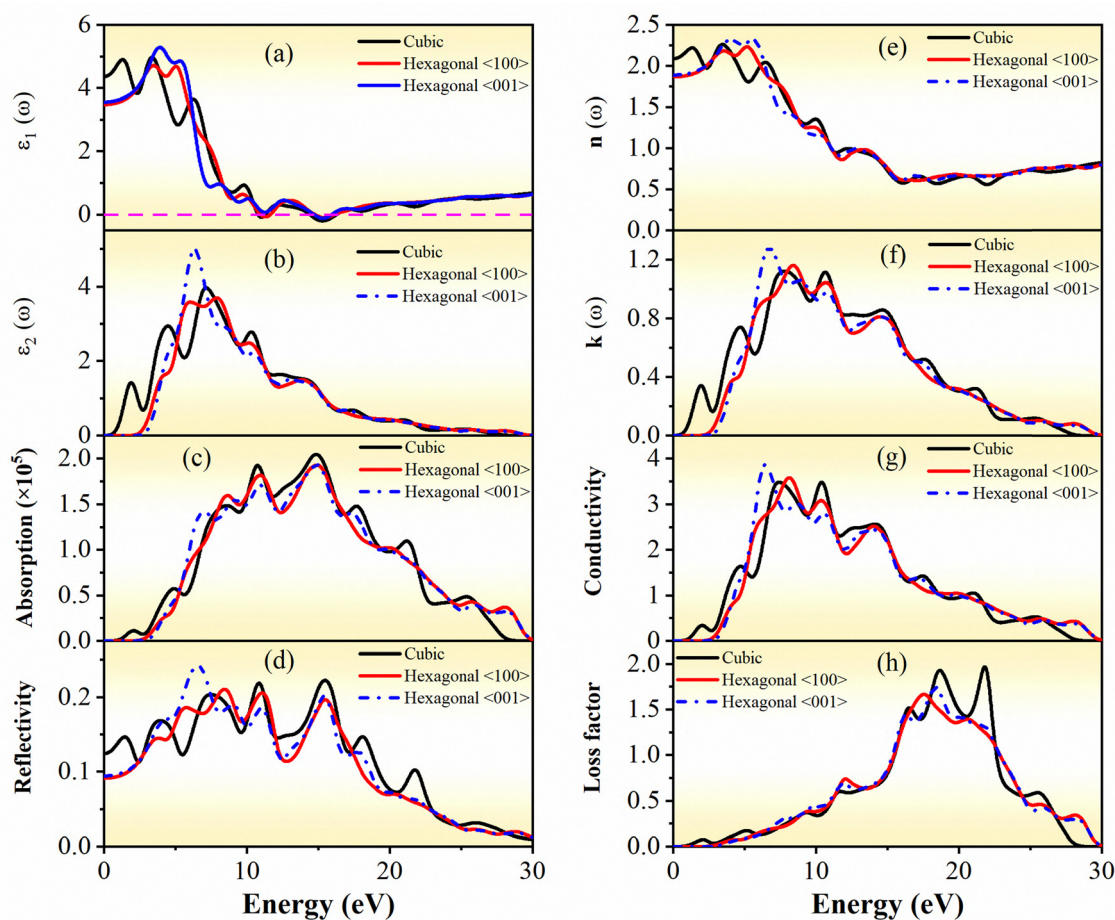 (a)
Cubic
Hexagonal <100>
Hexagonal <001>
ε₁ (ω)
6
4
2
0
(b)
Cubic
Hexagonal <100>
Hexagonal <001>
ε₂ (ω)
4
2
0
(c)
Cubic
Hexagonal <100>
Hexagonal <001>
Absorption (×10⁵)
2.0
1.5
1.0
0.5
0.0
(d)
Cubic
Hexagonal <100>
Hexagonal <001>
Reflectivity
0.2
0.1
0.0
0 5 10 15 20 25 30
Energy (eV)
(e)
Cubic
Hexagonal <100>
Hexagonal <001>
n (ω)
2.5
2.0
1.5
1.0
0.5
0.0
(f)
Cubic
Hexagonal <100>
Hexagonal <001>
k (ω)
1.2
0.8
0.4
0.0
(g)
Cubic
Hexagonal <100>
Hexagonal <001>
Conductivity
4
3
2
1
0
(h)
Cubic
Hexagonal <100>
Hexagonal <001>
Loss factor
2.0
1.5
1.0
0.5
0.0
0 5 10 15 20 25 30
Energy (eV)